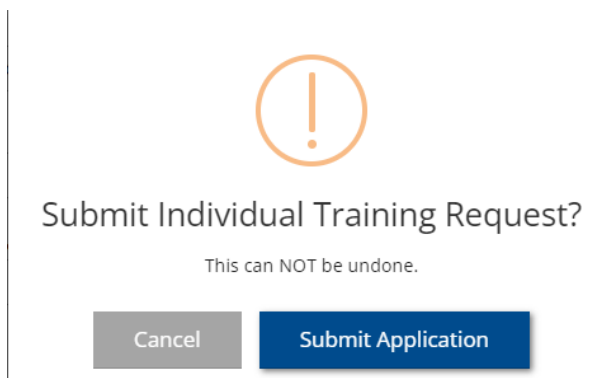 Submit Individual Training Request?
This can NOT be undone.
Cancel
Submit Application